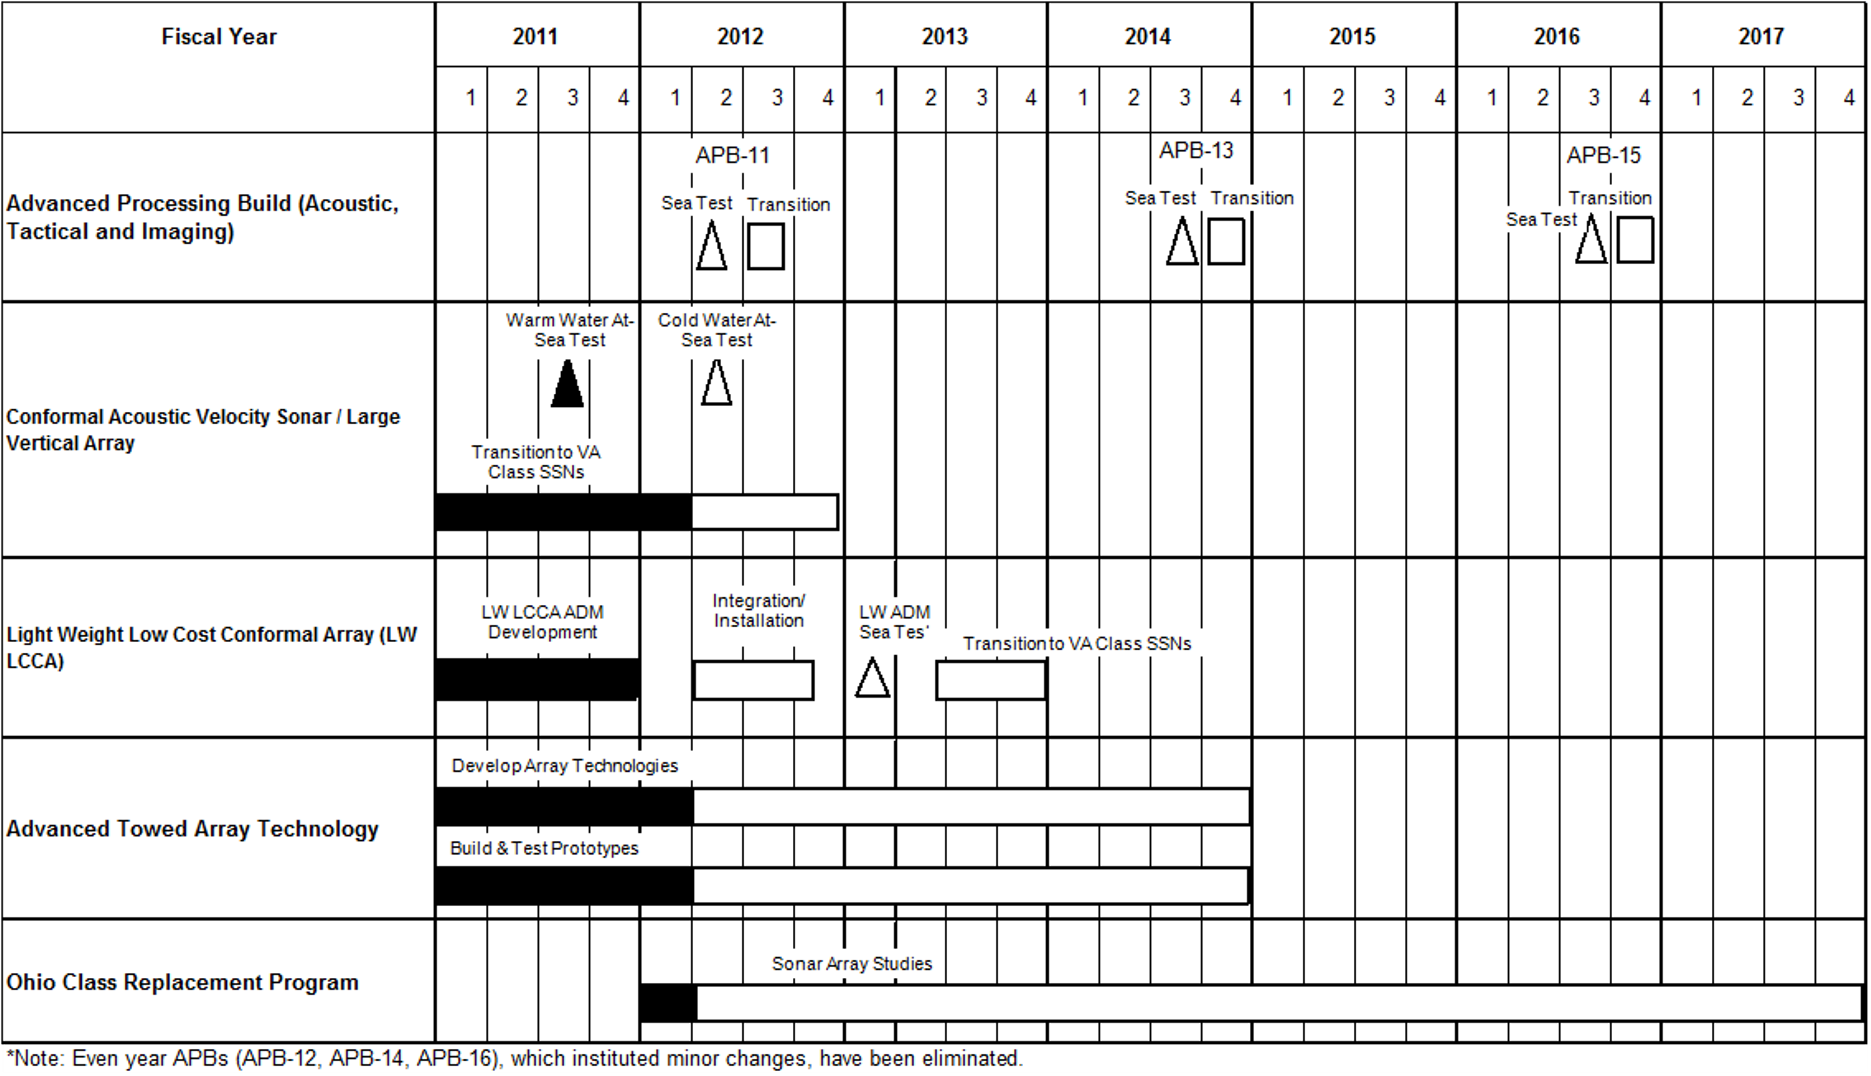 Fiscal Year 2011 2012 2013 2014 2015 2016 2017
1 2 3 4 1 2 3 4 1 2 3 4 1 2 3 4 1 2 3 4 1 2 3 4 1 2 3 4
Advanced Processing Build (Acoustic,
Tactical and Imaging)
APB-11
Sea Test Transition
APB-13
Sea Test Transition
APB-15
Transition
Sea Test
Conformal Acoustic Velocity Sonar / Large
Vertical Array
Warm Water At-
Sea Test
Cold Water At-
Sea Test
Transition to VA
Class SSNs
Light Weight Low Cost Conformal Array (LW
LCCA)
LW LCCA ADM
Development
Integration/
Installation
LW ADM
Sea Tes'
Transition to VA Class SSNs
Advanced Towed Array Technology
Develop Array Technologies
Build & Test Prototypes
Ohio Class Replacement Program
Sonar Array Studies
*Note: Even year APBs (APB-12, APB-14, APB-16), which instituted minor changes, have been eliminated.